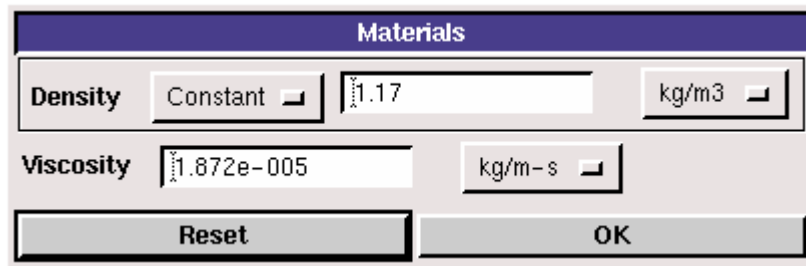 Materials
Density Constant 1.17 kg/m3
Viscosity 1.872e-005 kg/m-s
Reset OK